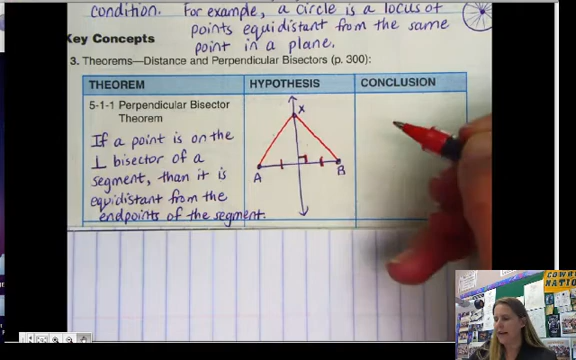 condition. For example, a circle is a locus of
points equidistant from the same
point in a plane.
Key Concepts
3. Theorems—Distance and Perpendicular Bisectors (p. 300):
THEOREM HYPOTHESIS CONCLUSION
5-1-1 Perpendicular Bisector
Theorem
If a point is on the
⊥ bisector of a
segment, than it is
equidistant from the
endpoints of the segment.
X
A B
COWBOY
NATION